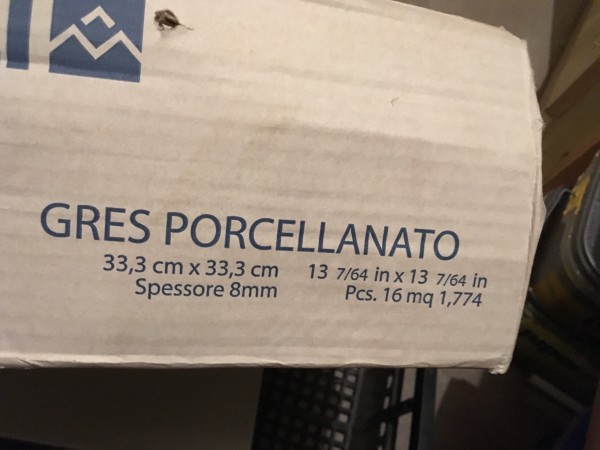 GRES PORCELLANATO
33,3 cm x 33,3 cm 13 7/64 in x 13 7/64 in
Spessore 8mm Pcs. 16 mq 1,774